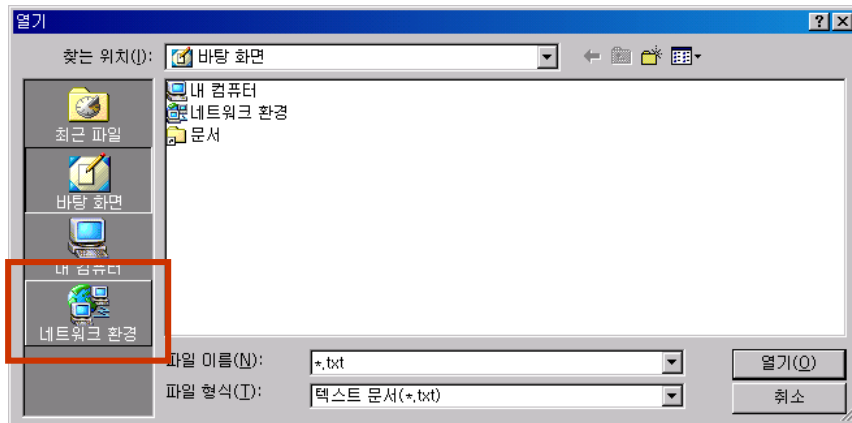 열기
찾는 위치(I): 바탕 화면
최근 파일
바탕 화면
내 컴퓨터
네트워크 환경
내 컴퓨터
네트워크 환경
문서
파일 이름(N): *.txt 열기(O)
파일 형식(T): 텍스트 문서(*.txt) 취소